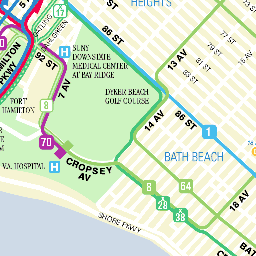 HEIGHTS
5
17
H
SUNY
DOWNSTATE
MEDICAL CENTER
AT BAY RIDGE
86 ST
92 ST
PKWY
7 AV
13 AV
DYKER BEACH
GOLF COURSE
FORT
HAMILTON
8
14 AV
86 ST
1
70
V.A. HOSPITAL
H
CROPSEY
AV
BATH BEACH
8
64
28
38
18 AV
SHORE PKWY